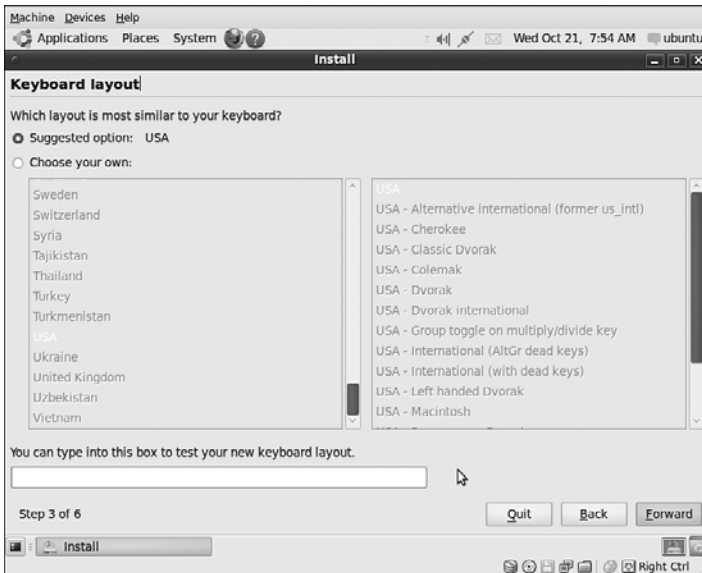 Machine Devices Help
Applications Places System Wed Oct 21, 7:54 AM ubuntu
Install
Keyboard layout
Which layout is most similar to your keyboard?
Suggested option: USA
Choose your own:
Sweden
Switzerland
Syria
Tajikistan
Thailand
Turkey
Turkmenistan
USA
Ukraine
United Kingdom
Uzbekistan
Vietnam
USA
USA - Alternative international (former us_intl)
USA - Cherokee
USA - Classic Dvorak
USA - Colemak
USA - Dvorak
USA - Dvorak international
USA - Group toggle on multiply/divide key
USA - International (AltGr dead keys)
USA - International (with dead keys)
USA - Left handed Dvorak
USA - Macintosh
You can type into this box to test your new keyboard layout.
Step 3 of 6
Quit Back Forward
Install
Right Ctrl